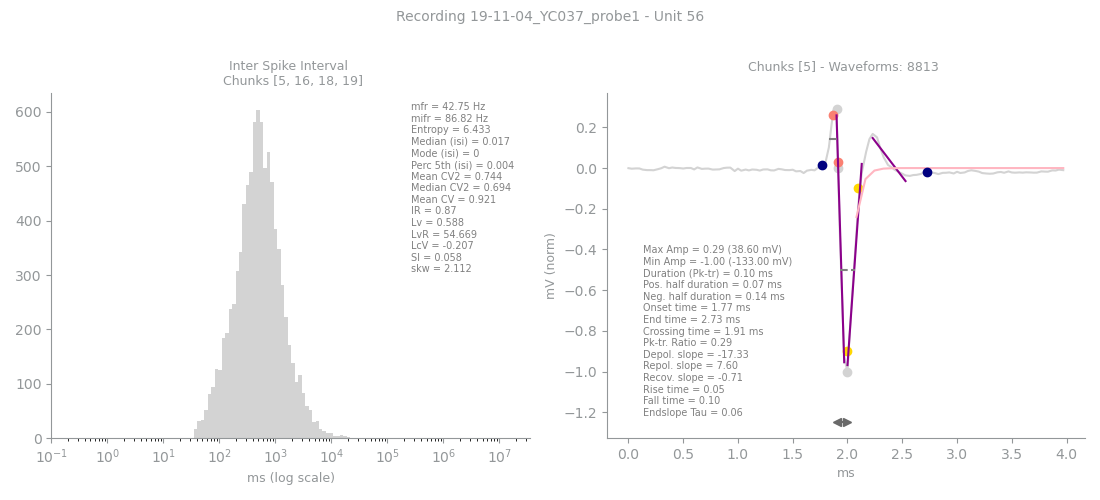 Recording 19-11-04_YC037_probe1 - Unit 56
Inter Spike Interval
Chunks [5, 16, 18, 19]
600
500
400
300
200
100
0
mfr = 42.75 Hz
mifr = 86.82 Hz
Entropy = 6.433
Median (isi) = 0.017
Mode (isi) = 0
Perc 5th (isi) = 0.004
Mean CV2 = 0.744
Median CV2 = 0.694
Mean CV = 0.921
IR = 0.87
Lv = 0.588
LvR = 54.669
LcV = -0.207
SI = 0.058
skw = 2.112
10⁻¹ 10⁰ 10¹ 10² 10³ 10⁴ 10⁵ 10⁶ 10⁷
ms (log scale)
Chunks [5] - Waveforms: 8813
mV (norm)
0.2
0.0
−0.2
−0.4
−0.6
−0.8
−1.0
−1.2
Max Amp = 0.29 (38.60 mV)
Min Amp = -1.00 (-133.00 mV)
Duration (Pk-tr) = 0.10 ms
Pos. half duration = 0.07 ms
Neg. half duration = 0.14 ms
Onset time = 1.77 ms
End time = 2.73 ms
Crossing time = 1.91 ms
Pk-tr. Ratio = 0.29
Depol. slope = -17.33
Repol. slope = 7.60
Recov. slope = -0.71
Rise time = 0.05
Fall time = 0.10
Endslope Tau = 0.06
0.0 0.5 1.0 1.5 2.0 2.5 3.0 3.5 4.0
ms